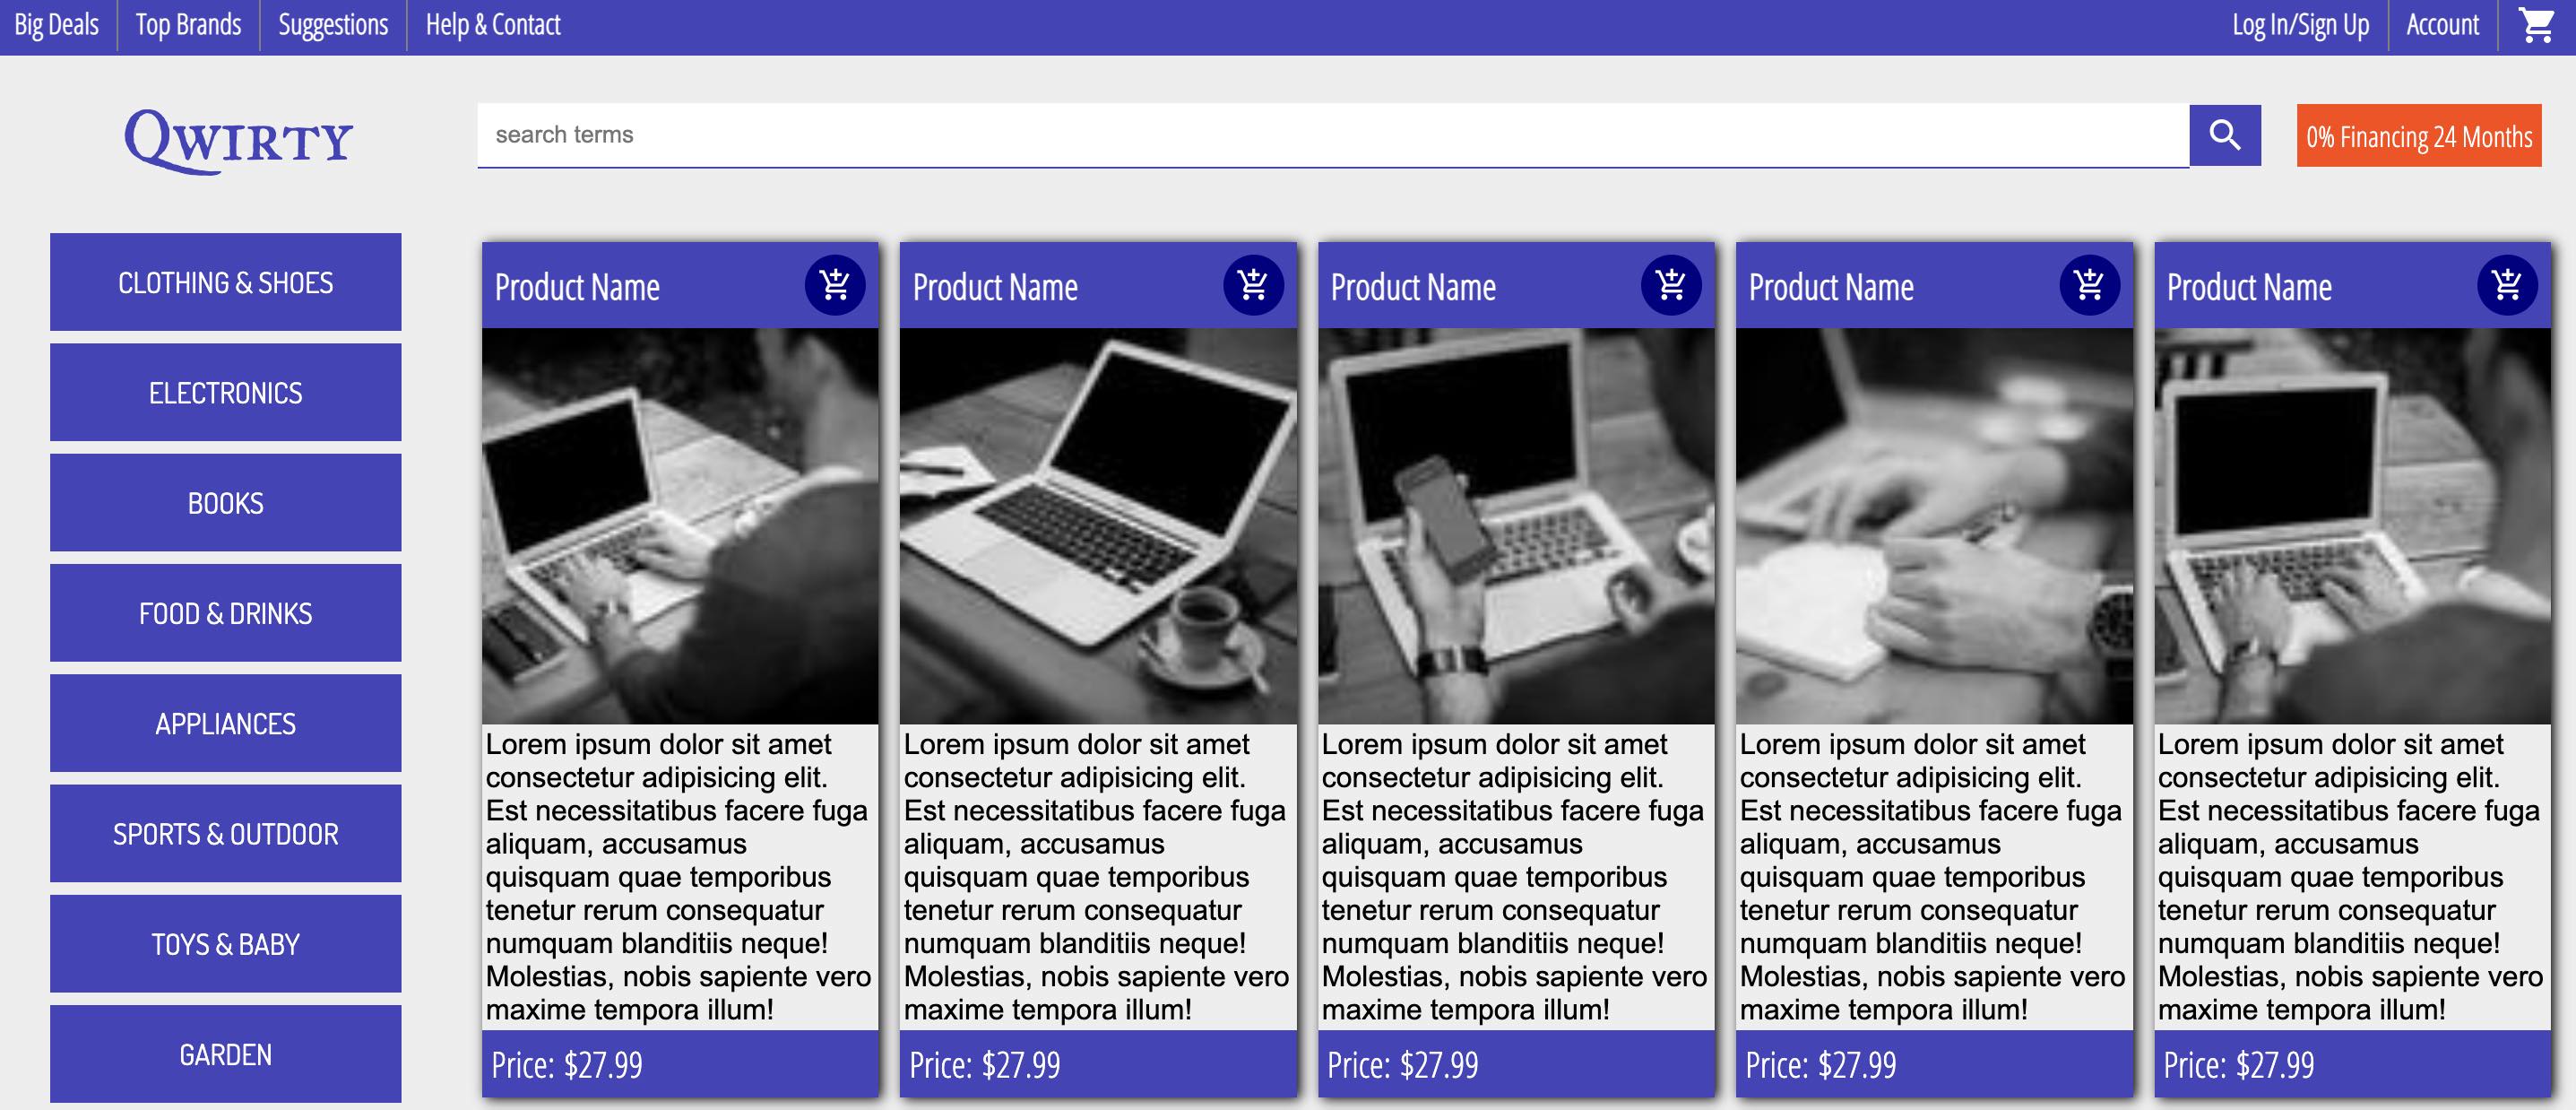 Big Deals
Top Brands
Suggestions
Help & Contact
Log In/Sign Up
Account
QWIRTY
search terms
0% Financing 24 Months
CLOTHING & SHOES
ELECTRONICS
BOOKS
FOOD & DRINKS
APPLIANCES
SPORTS & OUTDOOR
TOYS & BABY
GARDEN
Product Name
Lorem ipsum dolor sit amet
consectetur adipisicing elit.
Est necessitatibus facere fuga
aliquam, accusamus
quisquam quae temporibus
tenetur rerum consequatur
numquam blanditiis neque!
Molestias, nobis sapiente vero
maxime tempora illum!
Price: $27.99
Product Name
Lorem ipsum dolor sit amet
consectetur adipisicing elit.
Est necessitatibus facere fuga
aliquam, accusamus
quisquam quae temporibus
tenetur rerum consequatur
numquam blanditiis neque!
Molestias, nobis sapiente vero
maxime tempora illum!
Price: $27.99
Product Name
Lorem ipsum dolor sit amet
consectetur adipisicing elit.
Est necessitatibus facere fuga
aliquam, accusamus
quisquam quae temporibus
tenetur rerum consequatur
numquam blanditiis neque!
Molestias, nobis sapiente vero
maxime tempora illum!
Price: $27.99
Product Name
Lorem ipsum dolor sit amet
consectetur adipisicing elit.
Est necessitatibus facere fuga
aliquam, accusamus
quisquam quae temporibus
tenetur rerum consequatur
numquam blanditiis neque!
Molestias, nobis sapiente vero
maxime tempora illum!
Price: $27.99
Product Name
Lorem ipsum dolor sit amet
consectetur adipisicing elit.
Est necessitatibus facere fuga
aliquam, accusamus
quisquam quae temporibus
tenetur rerum consequatur
numquam blanditiis neque!
Molestias, nobis sapiente vero
maxime tempora illum!
Price: $27.99